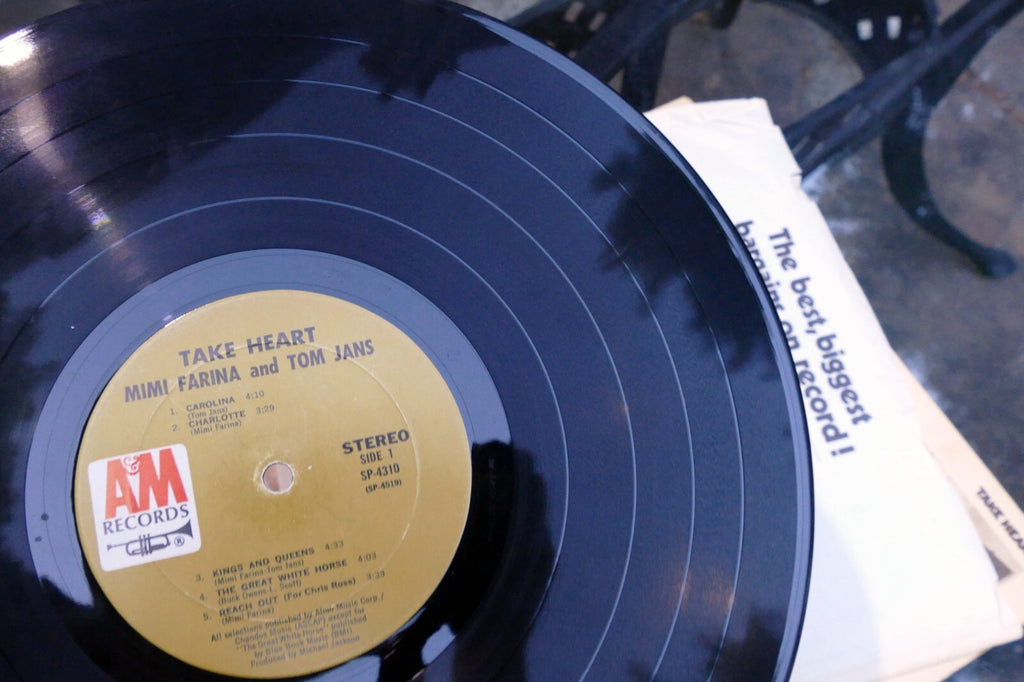 TAKE HEART
MIMI FARINA and TOM JANS
1. CAROLINA 4:10
(Tom Jans)
2. CHARLOTTE 3:29
(Mimi Farina)
STEREO
SIDE 1
SP-4310
(SP-4519)
A&M
RECORDS
®
3. KINGS AND QUEENS 4:33
(Mimi Farina-Tom Jans)
4. THE GREAT WHITE HORSE 4:03
(Buck Owens-L. Scott)
5. REACH OUT (For Chris Ross) 3:33
(Mimi Farina)
All selections published by Almo Music Corp./
Chandos Music (ASCAP) except for
"The Great White Horse" published
by Blue Book Music (BMI)
Produced by Michael Jackson
The best, biggest
bargains on record!
TAKE HEA